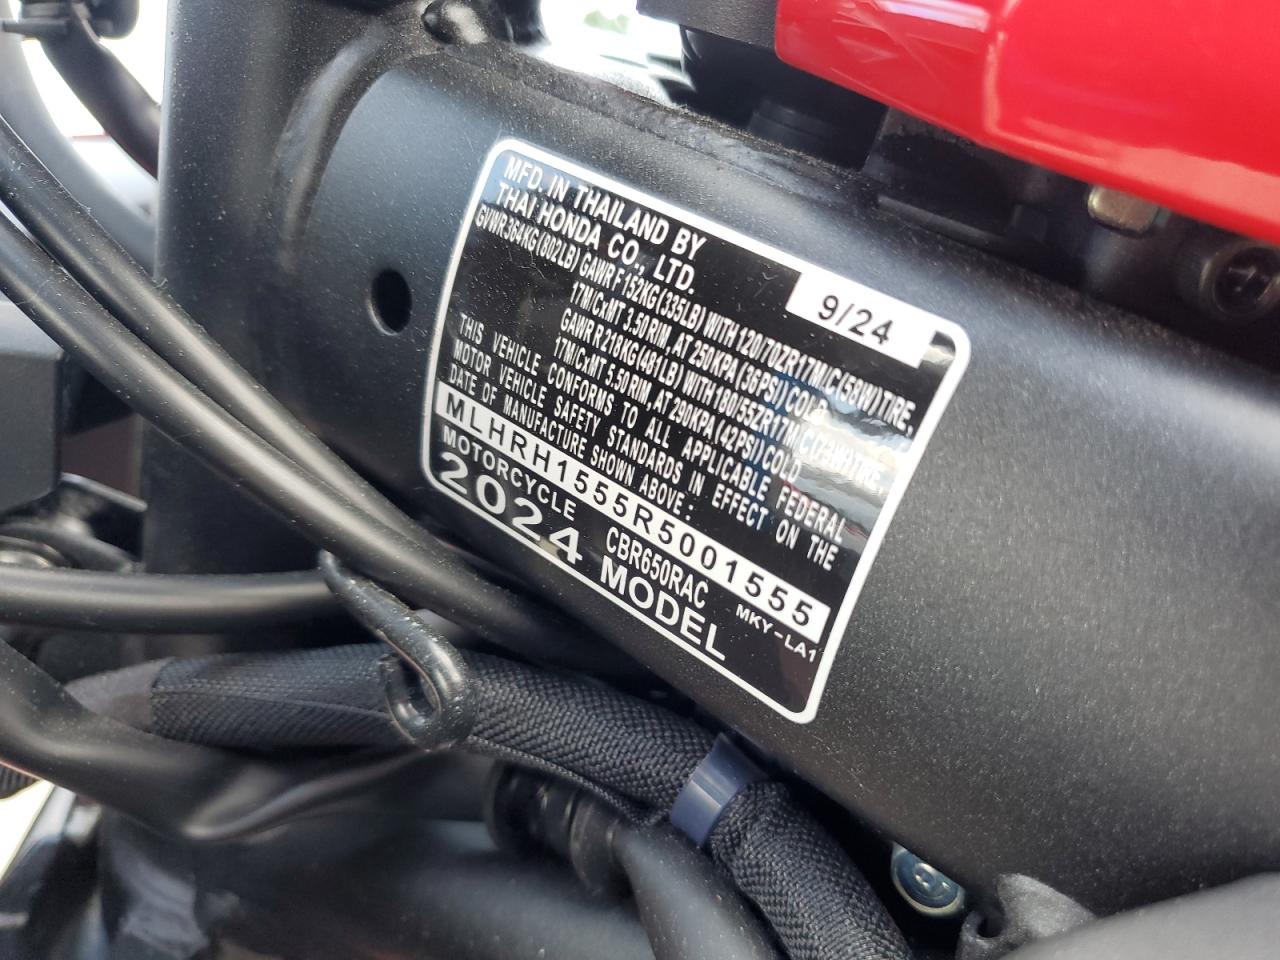 MFD. IN THAILAND BY
THAI HONDA CO., LTD.
9/24
GVWR 364KG (802LB) GAWR F 152KG (335LB) WITH 120/70ZR17M/C (58W) TIRE,
17M/CxMT 3.50 RIM, AT 250KPA (36PSI) COLD
GAWR R 218KG (481LB) WITH 180/55ZR17M/C (73W) TIRE,
17M/CxMT 5.50 RIM, AT 290KPA (42PSI) COLD
THIS VEHICLE CONFORMS TO ALL APPLICABLE FEDERAL
MOTOR VEHICLE SAFETY STANDARDS IN EFFECT ON THE
DATE OF MANUFACTURE SHOWN ABOVE :
MLHRH1555R5001555
MOTORCYCLE CBR650RAC MKY-LA1
2024 MODEL